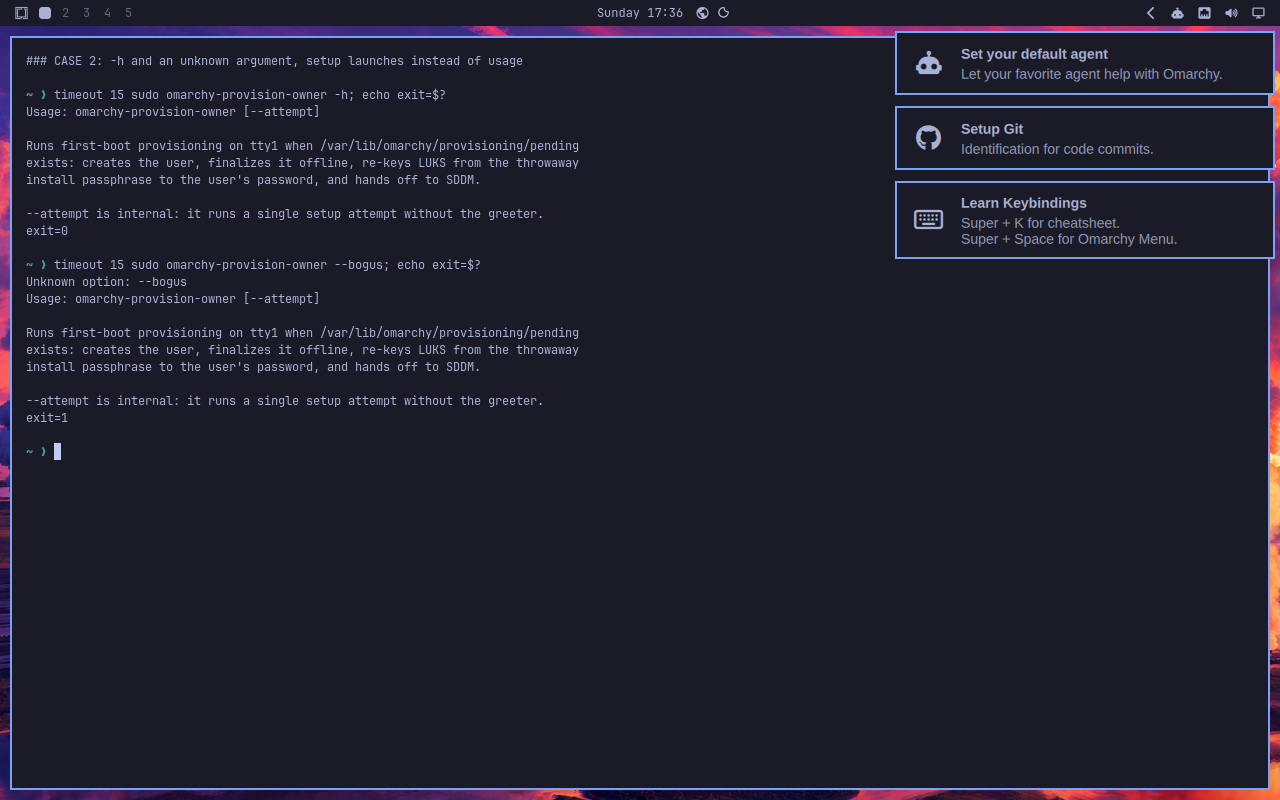 2 3 4 5
Sunday 17:36
### CASE 2: -h and an unknown argument, setup launches instead of usage
~ ❯ timeout 15 sudo omarchy-provision-owner -h; echo exit=$?
Usage: omarchy-provision-owner [--attempt]
Runs first-boot provisioning on tty1 when /var/lib/omarchy/provisioning/pending
exists: creates the user, finalizes it offline, re-keys LUKS from the throwaway
install passphrase to the user's password, and hands off to SDDM.
--attempt is internal: it runs a single setup attempt without the greeter.
exit=0
~ ❯ timeout 15 sudo omarchy-provision-owner --bogus; echo exit=$?
Unknown option: --bogus
Usage: omarchy-provision-owner [--attempt]
Runs first-boot provisioning on tty1 when /var/lib/omarchy/provisioning/pending
exists: creates the user, finalizes it offline, re-keys LUKS from the throwaway
install passphrase to the user's password, and hands off to SDDM.
--attempt is internal: it runs a single setup attempt without the greeter.
exit=1
~ ❯
Set your default agent
Let your favorite agent help with Omarchy.
Setup Git
Identification for code commits.
Learn Keybindings
Super + K for cheatsheet.
Super + Space for Omarchy Menu.